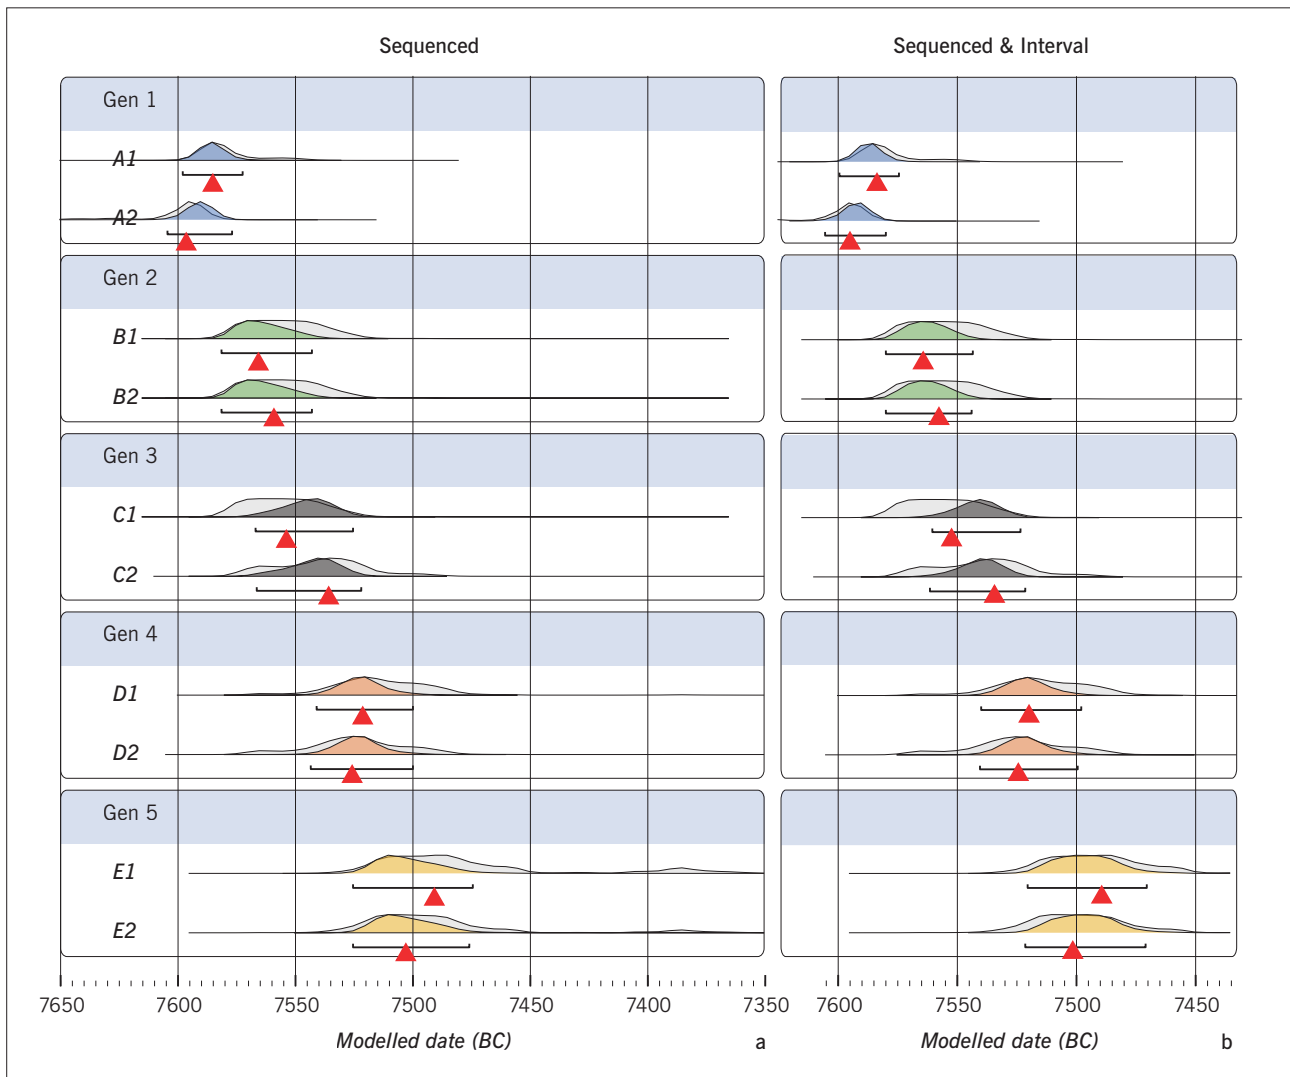 Sequenced
Sequenced & Interval
Gen 1
A1
A2
Gen 2
B1
B2
Gen 3
C1
C2
Gen 4
D1
D2
Gen 5
E1
E2
7650 7600 7550 7500 7450 7400 7350
7600 7550 7500 7450
Modelled date (BC) a
Modelled date (BC) b